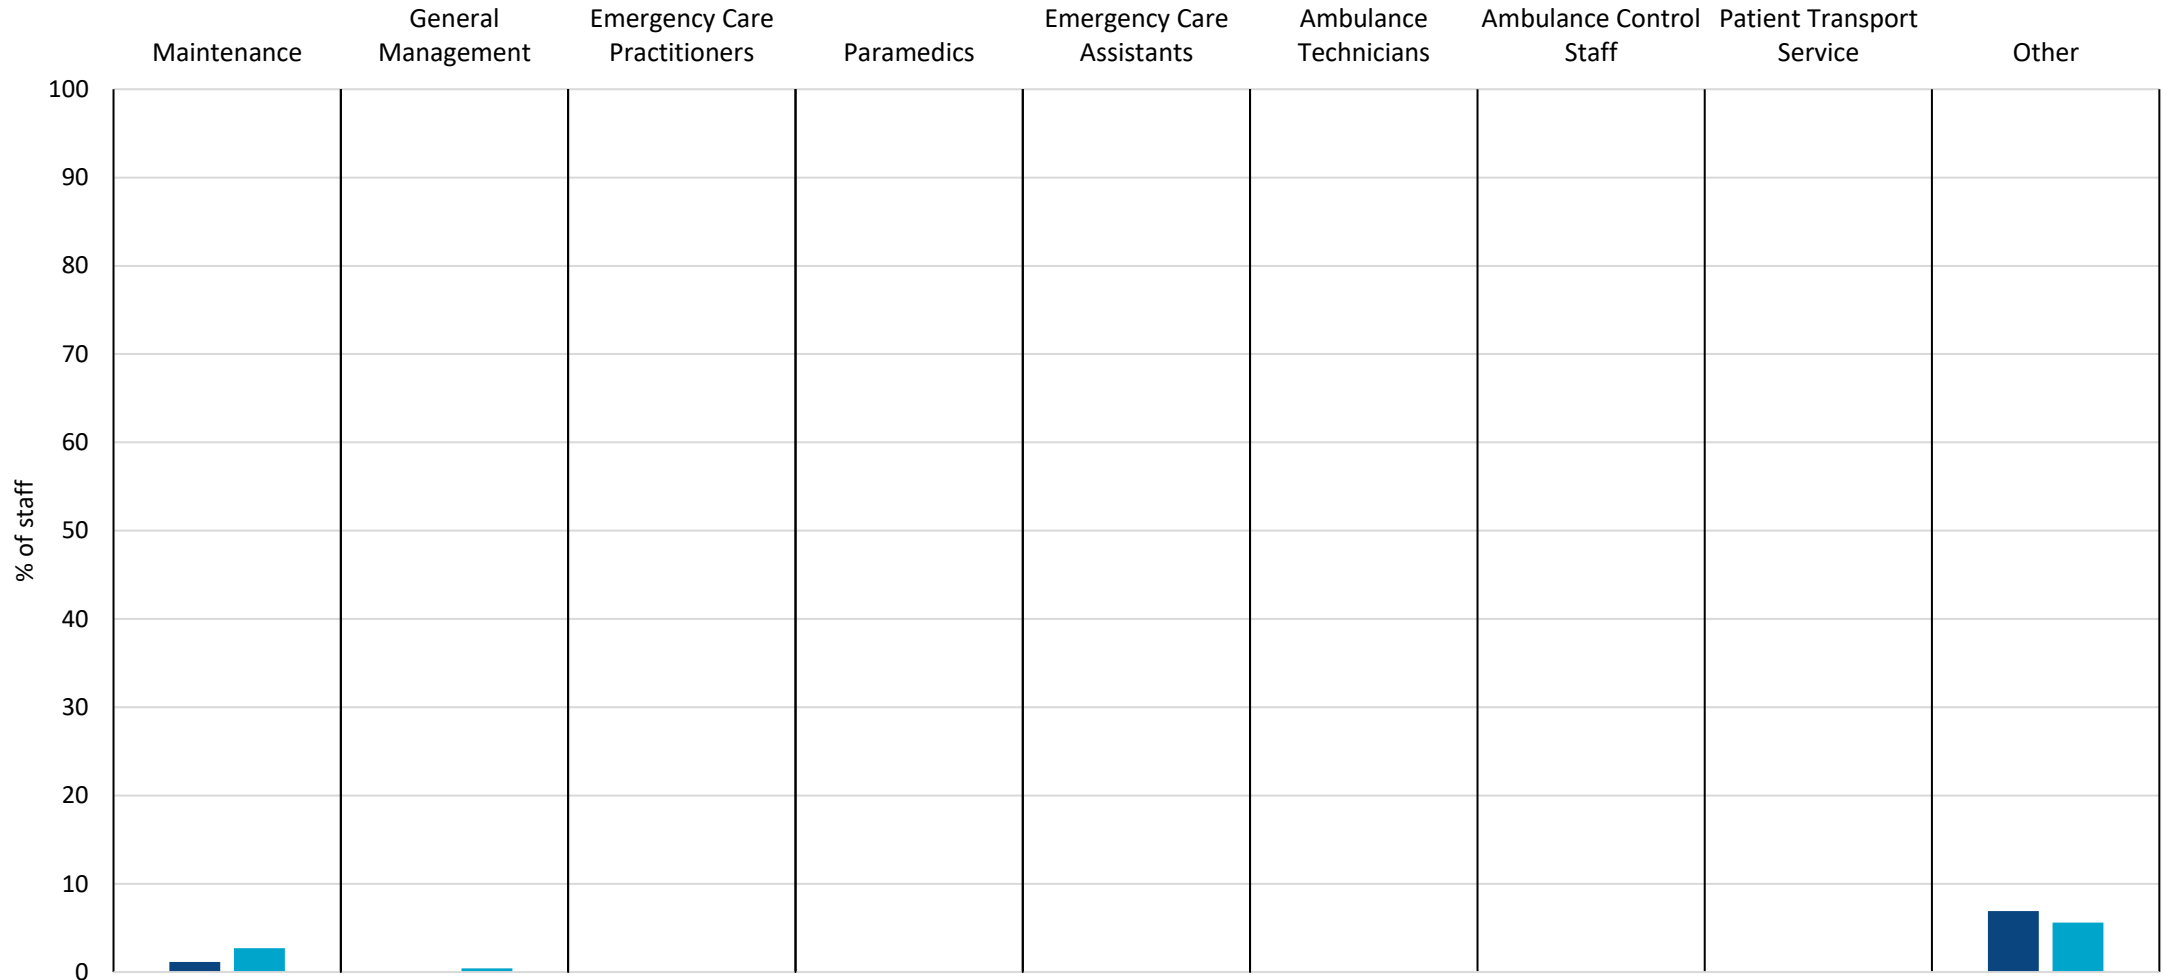 Maintenance
General
Management
Emergency Care
Practitioners
Paramedics
Emergency Care
Assistants
Ambulance
Technicians
Ambulance Control
Staff
Patient Transport
Service
Other
% of staff
100
90
80
70
60
50
40
30
20
10
0